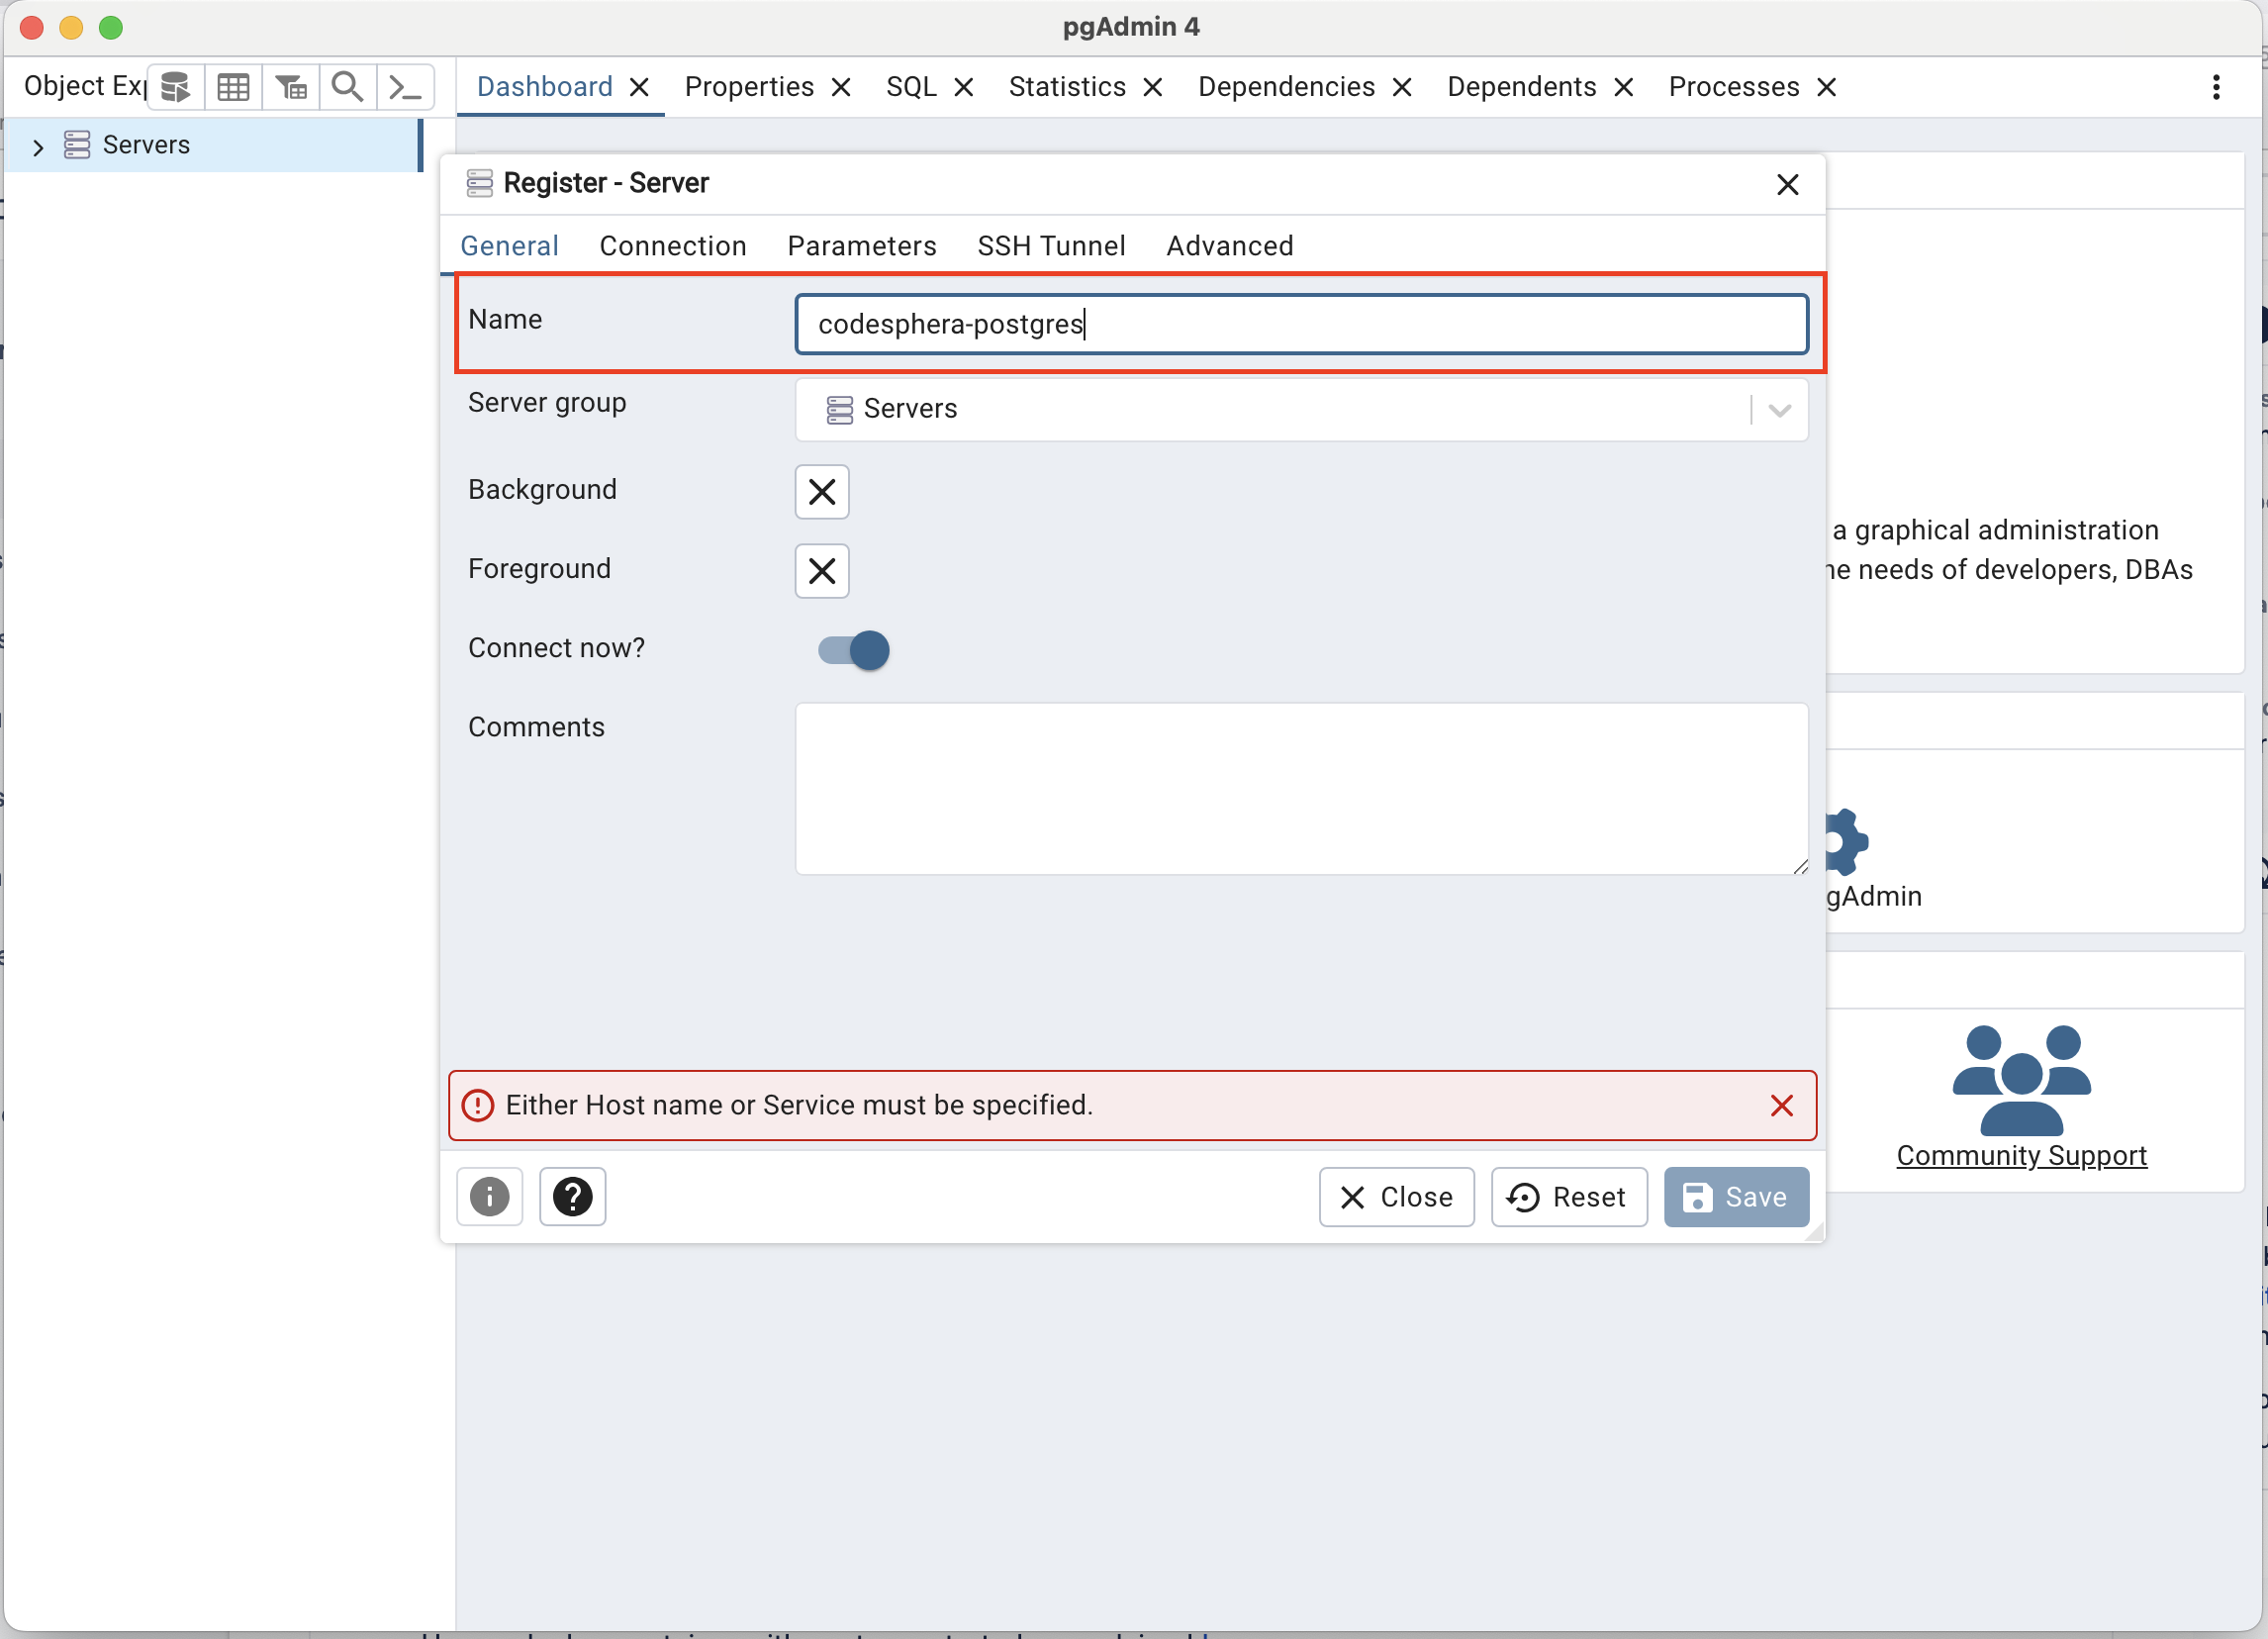 pgAdmin 4
Object Exp
Dashboard Properties SQL Statistics Dependencies Dependents Processes
Servers
Register - Server
General Connection Parameters SSH Tunnel Advanced
Name codesphera-postgres
Server group Servers
Background
a graphical administration
Foreground
needs of developers, DBAs
Connect now?
Comments
gAdmin
Either Host name or Service must be specified.
Community Support
Close Reset Save